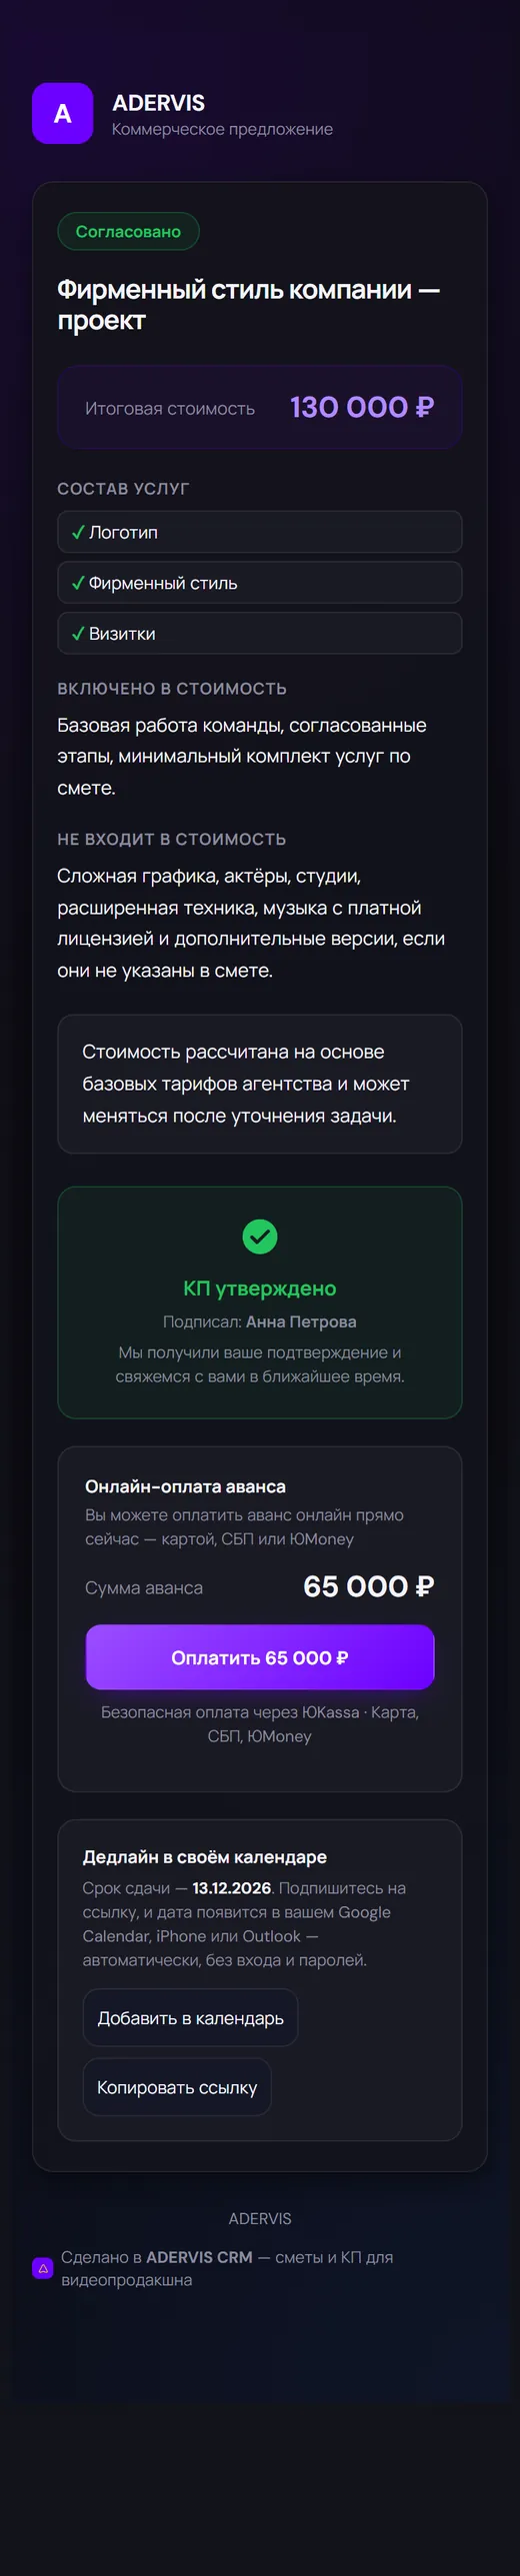 A
ADERVIS
Коммерческое предложение
Согласовано
Фирменный стиль компании —
проект
Итоговая стоимость 130 000 ₽
СОСТАВ УСЛУГ
✓ Логотип
✓ Фирменный стиль
✓ Визитки
ВКЛЮЧЕНО В СТОИМОСТЬ
Базовая работа команды, согласованные
этапы, минимальный комплект услуг по
смете.
НЕ ВХОДИТ В СТОИМОСТЬ
Сложная графика, актёры, студии,
расширенная техника, музыка с платной
лицензией и дополнительные версии, если
они не указаны в смете.
Стоимость рассчитана на основе
базовых тарифов агентства и может
меняться после уточнения задачи.
КП утверждено
Подписал: Анна Петрова
Мы получили ваше подтверждение и
свяжемся с вами в ближайшее время.
Онлайн-оплата аванса
Вы можете оплатить аванс онлайн прямо
сейчас — картой, СБП или ЮMoney
Сумма аванса 65 000 ₽
Оплатить 65 000 ₽
Безопасная оплата через ЮKassa · Карта,
СБП, ЮMoney
Дедлайн в своём календаре
Срок сдачи — 13.12.2026. Подпишитесь на
ссылку, и дата появится в вашем Google
Calendar, iPhone или Outlook —
автоматически, без входа и паролей.
Добавить в календарь
Копировать ссылку
ADERVIS
Сделано в ADERVIS CRM — сметы и КП для
видеопродакшна